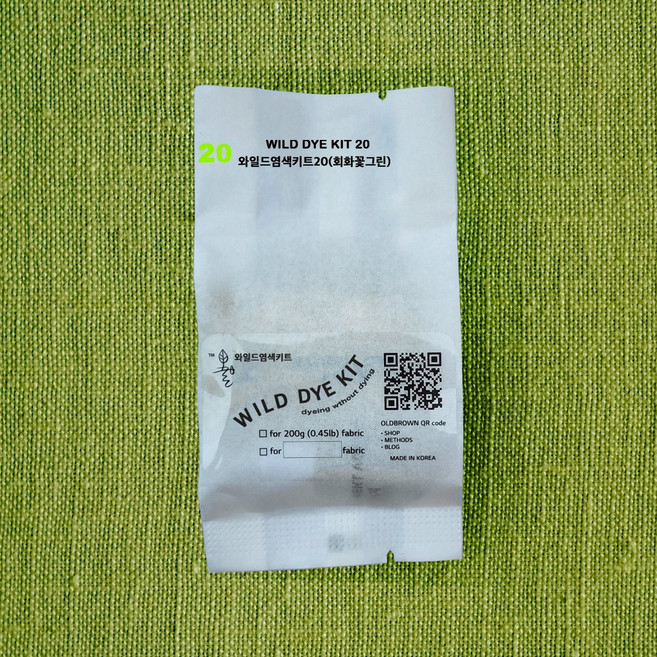 20
WILD DYE KIT 20
와일드염색키트20(회화꽃그린)
TM
와일드염색키트
WILD DYE KIT
dyeing wthout dying
for 200g (0.45lb) fabric
for fabric
OLDBROWN QR code
• SHOP
• METHODS
• BLOG
MADE IN KOREA